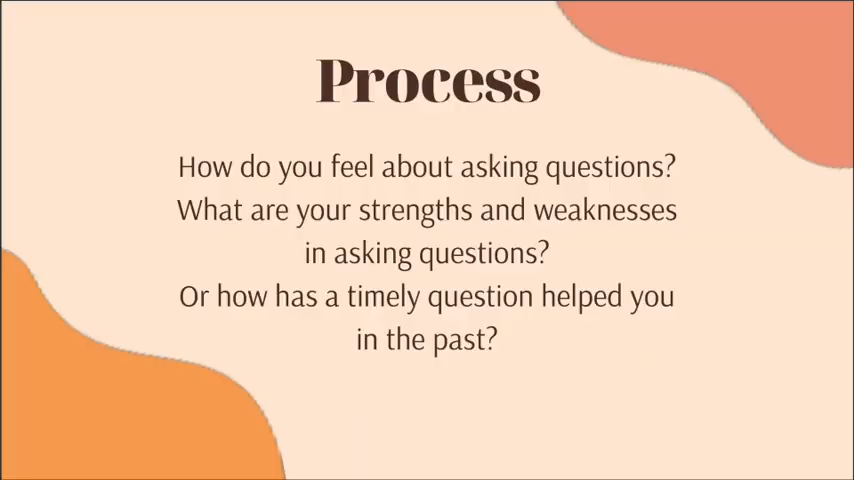 Process
How do you feel about asking questions?
What are your strengths and weaknesses
in asking questions?
Or how has a timely question helped you
in the past?